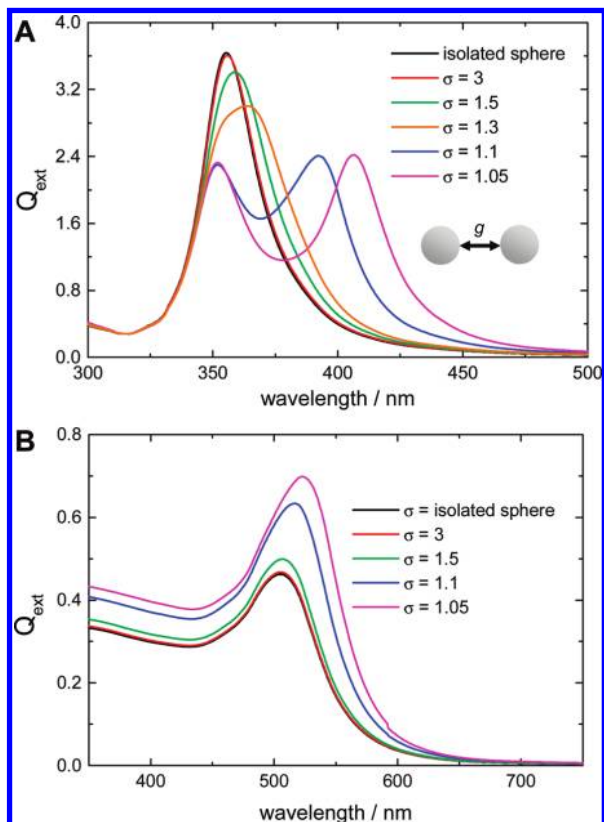 A
4.0
3.2
2.4
1.6
0.8
0.0
Q_ext
isolated sphere
σ = 3
σ = 1.5
σ = 1.3
σ = 1.1
σ = 1.05
g
300 350 400 450 500
wavelength / nm
B
0.8
0.6
0.4
0.2
0.0
Q_ext
σ = isolated sphere
σ = 3
σ = 1.5
σ = 1.1
σ = 1.05
400 500 600 700
wavelength / nm